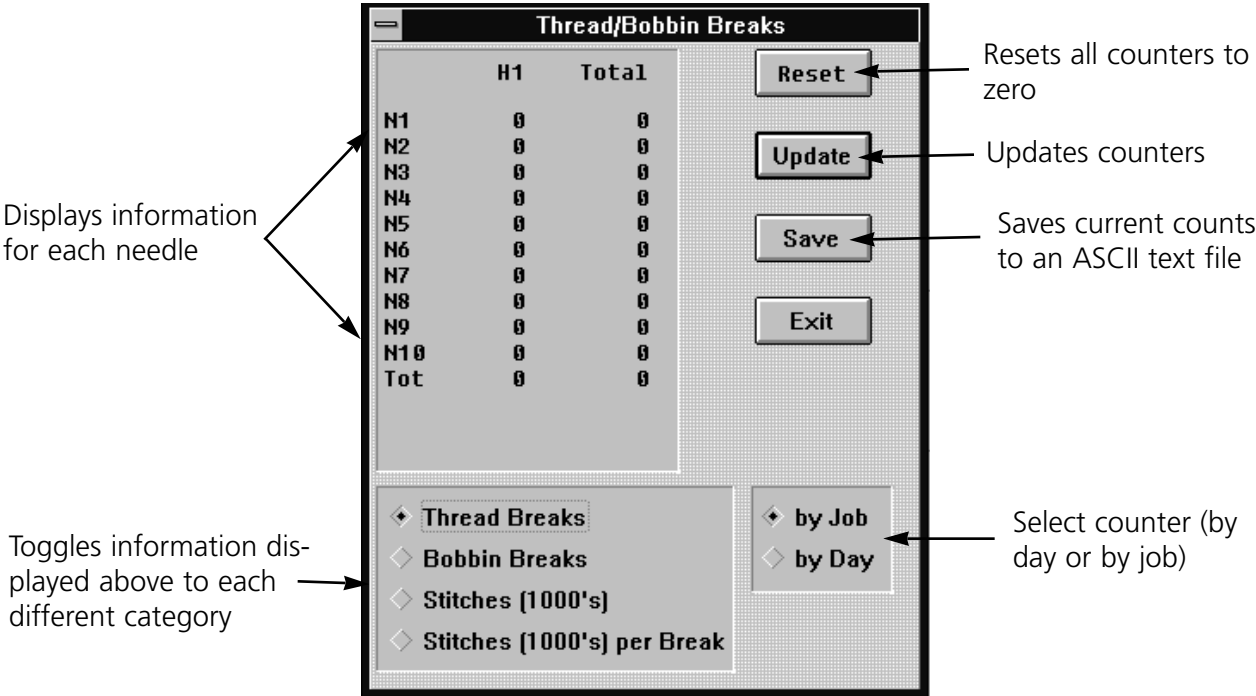 Thread/Bobbin Breaks
H1 Total
N1 0 0
N2 0 0
N3 0 0
N4 0 0
N5 0 0
N6 0 0
N7 0 0
N8 0 0
N9 0 0
N10 0 0
Tot 0 0
Reset
Update
Save
Exit
Thread Breaks
Bobbin Breaks
Stitches (1000's)
Stitches (1000's) per Break
by Job
by Day
Displays information
for each needle
Toggles information dis-
played above to each
different category
Resets all counters to
zero
Updates counters
Saves current counts
to an ASCII text file
Select counter (by
day or by job)